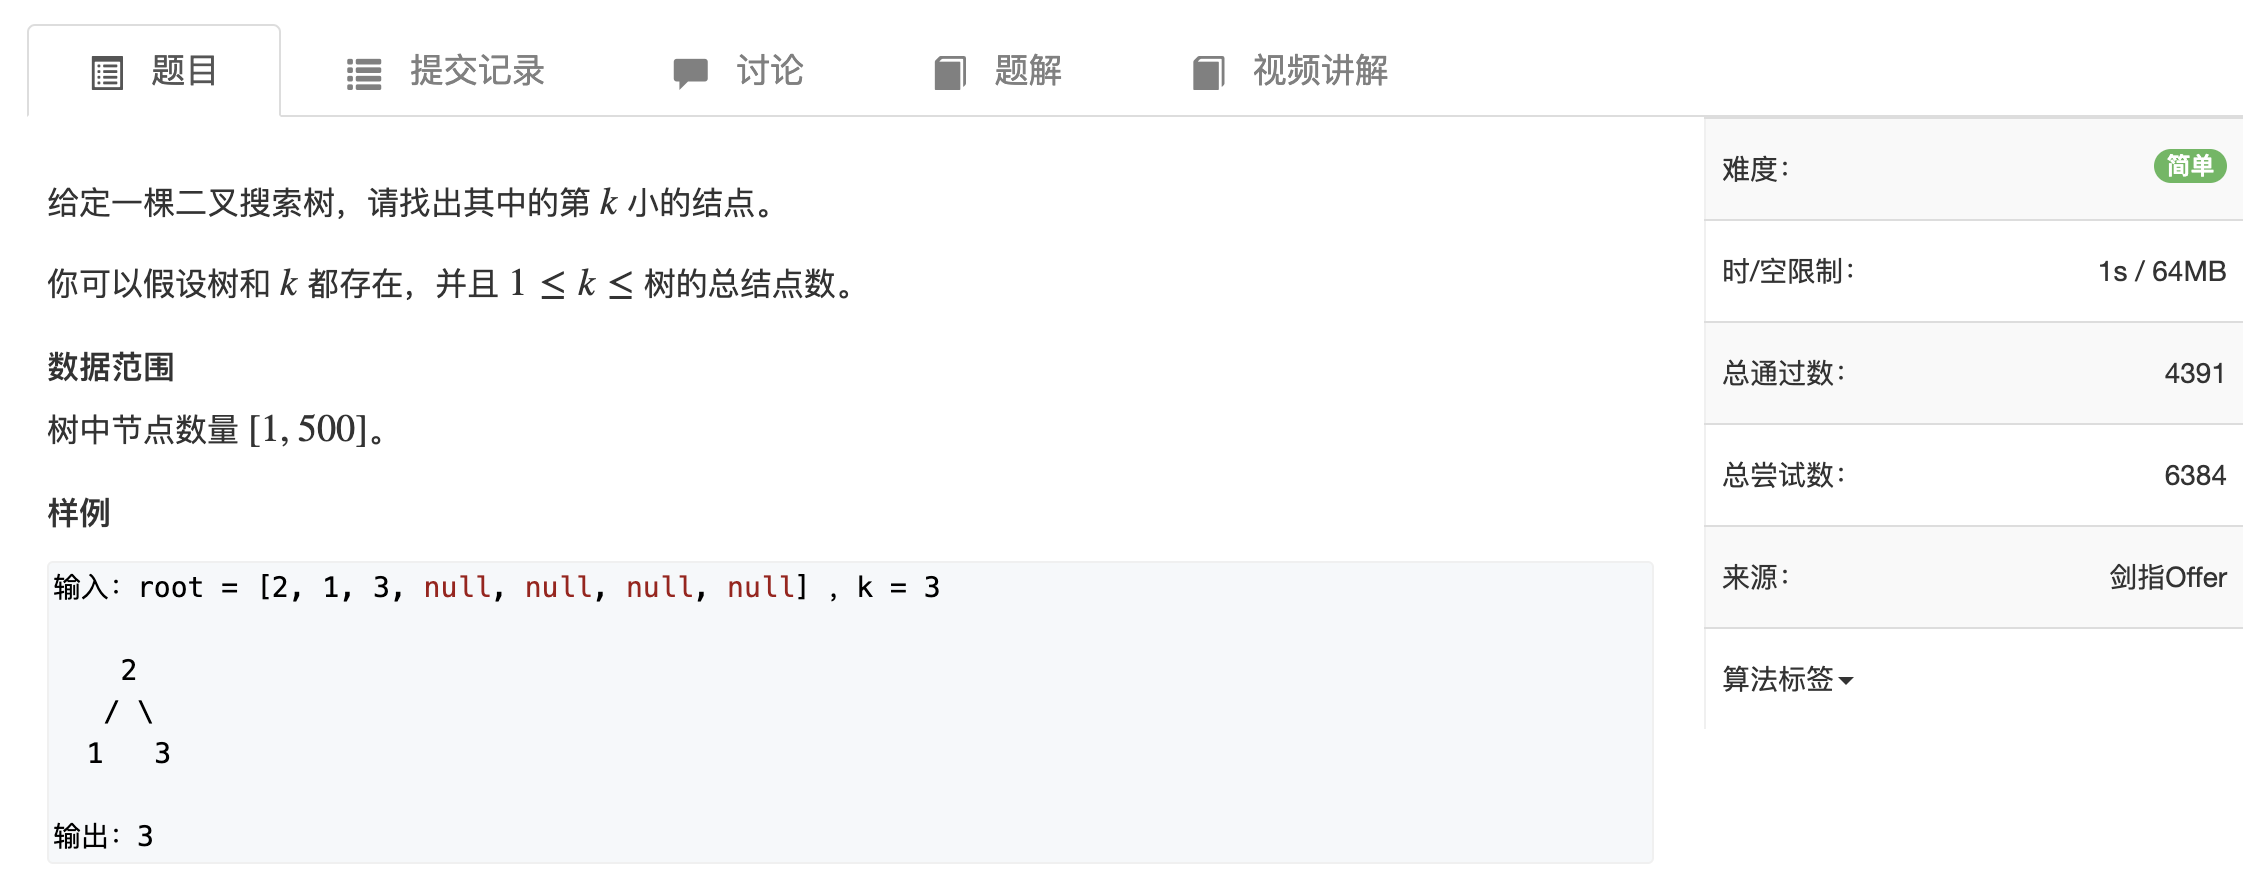 题目 提交记录 讨论 题解 视频讲解
给定一棵二叉搜索树，请找出其中的第 k 小的结点。
你可以假设树和 k 都存在，并且 1 ≤ k ≤ 树的总结点数。
数据范围
树中节点数量 [1, 500]。
样例
输入：root = [2, 1, 3, null, null, null, null] ，k = 3
2
/ \
1 3
输出：3
难度： 简单
时/空限制： 1s / 64MB
总通过数： 4391
总尝试数： 6384
来源： 剑指Offer
算法标签